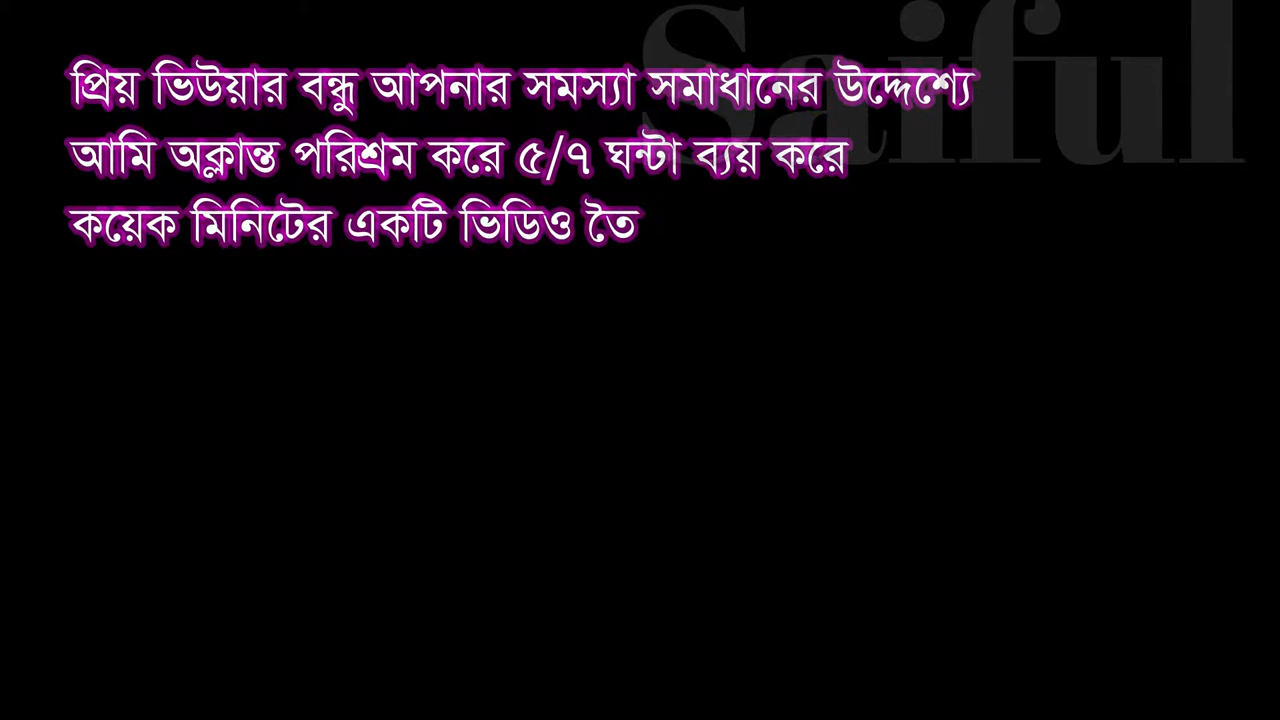 Saiful
প্রিয় ভিউয়ার বন্ধু আপনার সমস্যা সমাধানের উদ্দেশ্যে
আমি অক্লান্ত পরিশ্রম করে ৫/৭ ঘন্টা ব্যয় করে
কয়েক মিনিটের একটি ভিডিও তৈ